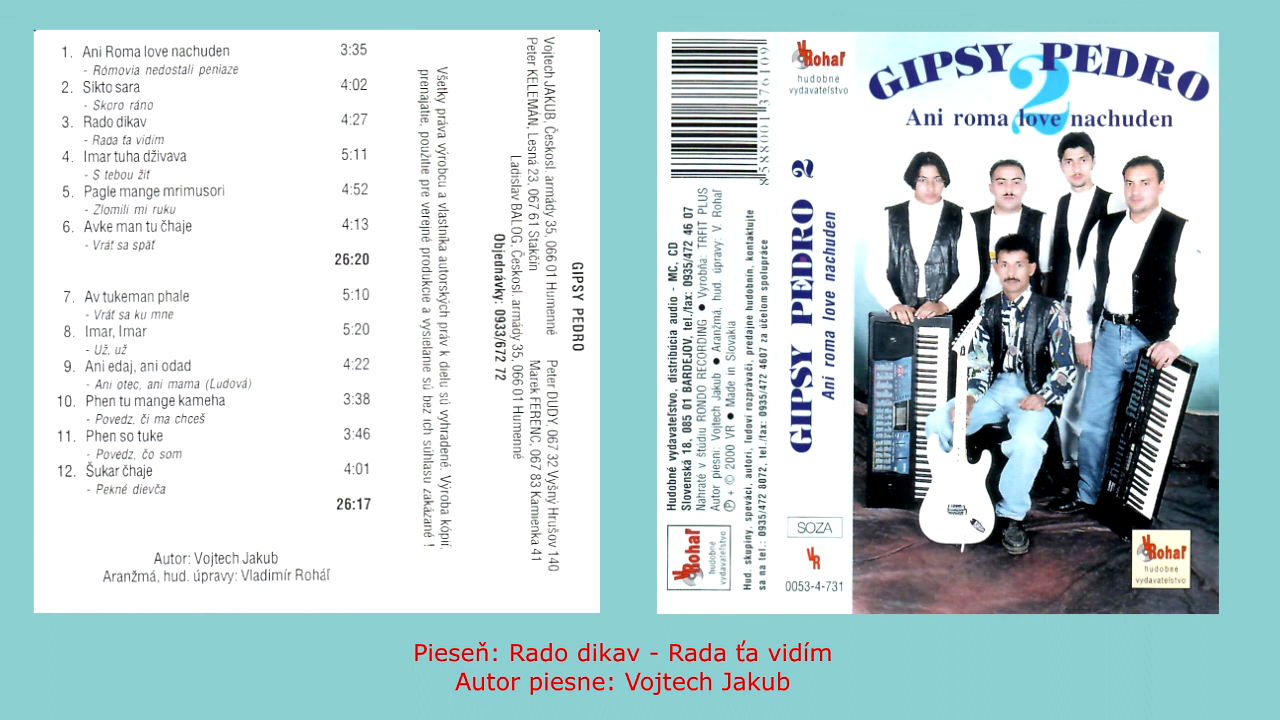 1. Ani Roma love nachuden 3:35
- Rómovia nedostali peniaze
2. Sikto sara 4:02
- Skoro ráno
3. Rado dikav 4:27
- Rada ťa vidím
4. Imar tuha dživava 5:11
- S tebou žiť
5. Pagle mange mrimusori 4:52
- Zlomili mi ruku
6. Avke man tu čhaje 4:13
- Vráť sa späť
26:20
7. Av tukeman phale 5:10
- Vráť sa ku mne
8. Imar, Imar 5:20
- Už, už
9. Ani edaj, ani odad 4:22
- Ani otec, ani mama (Ľudová)
10. Phen tu mange kameha 3:38
- Povedz, či ma chceš
11. Phen so tuke 3:46
- Povedz, čo som
12. Šukar čhaje 4:01
- Pekné dievča
26:17
Autor: Vojtech Jakub
Aranžmá, hud. úpravy: Vladimír Roháľ
GIPSY PEDRO
Vojtech JAKUB, Českosl. armády 35, 066 01 Humenné Peter DUDY, 067 32 Vyšný Hrušov 140
Peter KELEMÁN, Lesná 23, 067 61 Stakčín Marek FERENC, 067 83 Kamienka 41
Ladislav BALOG, Českosl. armády 35, 066 01 Humenné
Objednávky: 0933/672 72
Všetky práva výrobcu a vlastníka autorských práv k dielu sú vyhradené. Výroba kópií,
prenajatie, použitie pre verejné produkcie a vysielanie sú bez ich súhlasu zakázané !
8588001376109
VR Roháľ
hudobné
vydavateľstvo
Hudobné vydavateľstvo, distribúcia audio - MC, CD
Slovenská 18, 085 01 BARDEJOV, tel./fax: 0935/472 46 07
Nahraté v štúdiu RONDO RECORDING ● Vyrobňa: TRFIT PLUS
Autor piesní: Vojtech Jakub ● Aranžmá, hud. úpravy: V. Roháľ
Ⓟ + © 2000 VR ● Made in Slovakia
Hud. skupiny, speváci, autori, ľudoví rozprávači, predajne hudobnín, kontaktujte
sa na tel.: 0935/472 8072, tel./fax: 0935/472 4607 za účelom spolupráce
VR Roháľ
hudobné
vydavateľstvo
GIPSY PEDRO 2
Ani roma love nachuden
SOZA
VR
0053-4-731
GIPSY PEDRO
2
Ani roma love nachuden
VR Roháľ
hudobné
vydavateľstvo
Pieseň: Rado dikav - Rada ťa vidím
Autor piesne: Vojtech Jakub